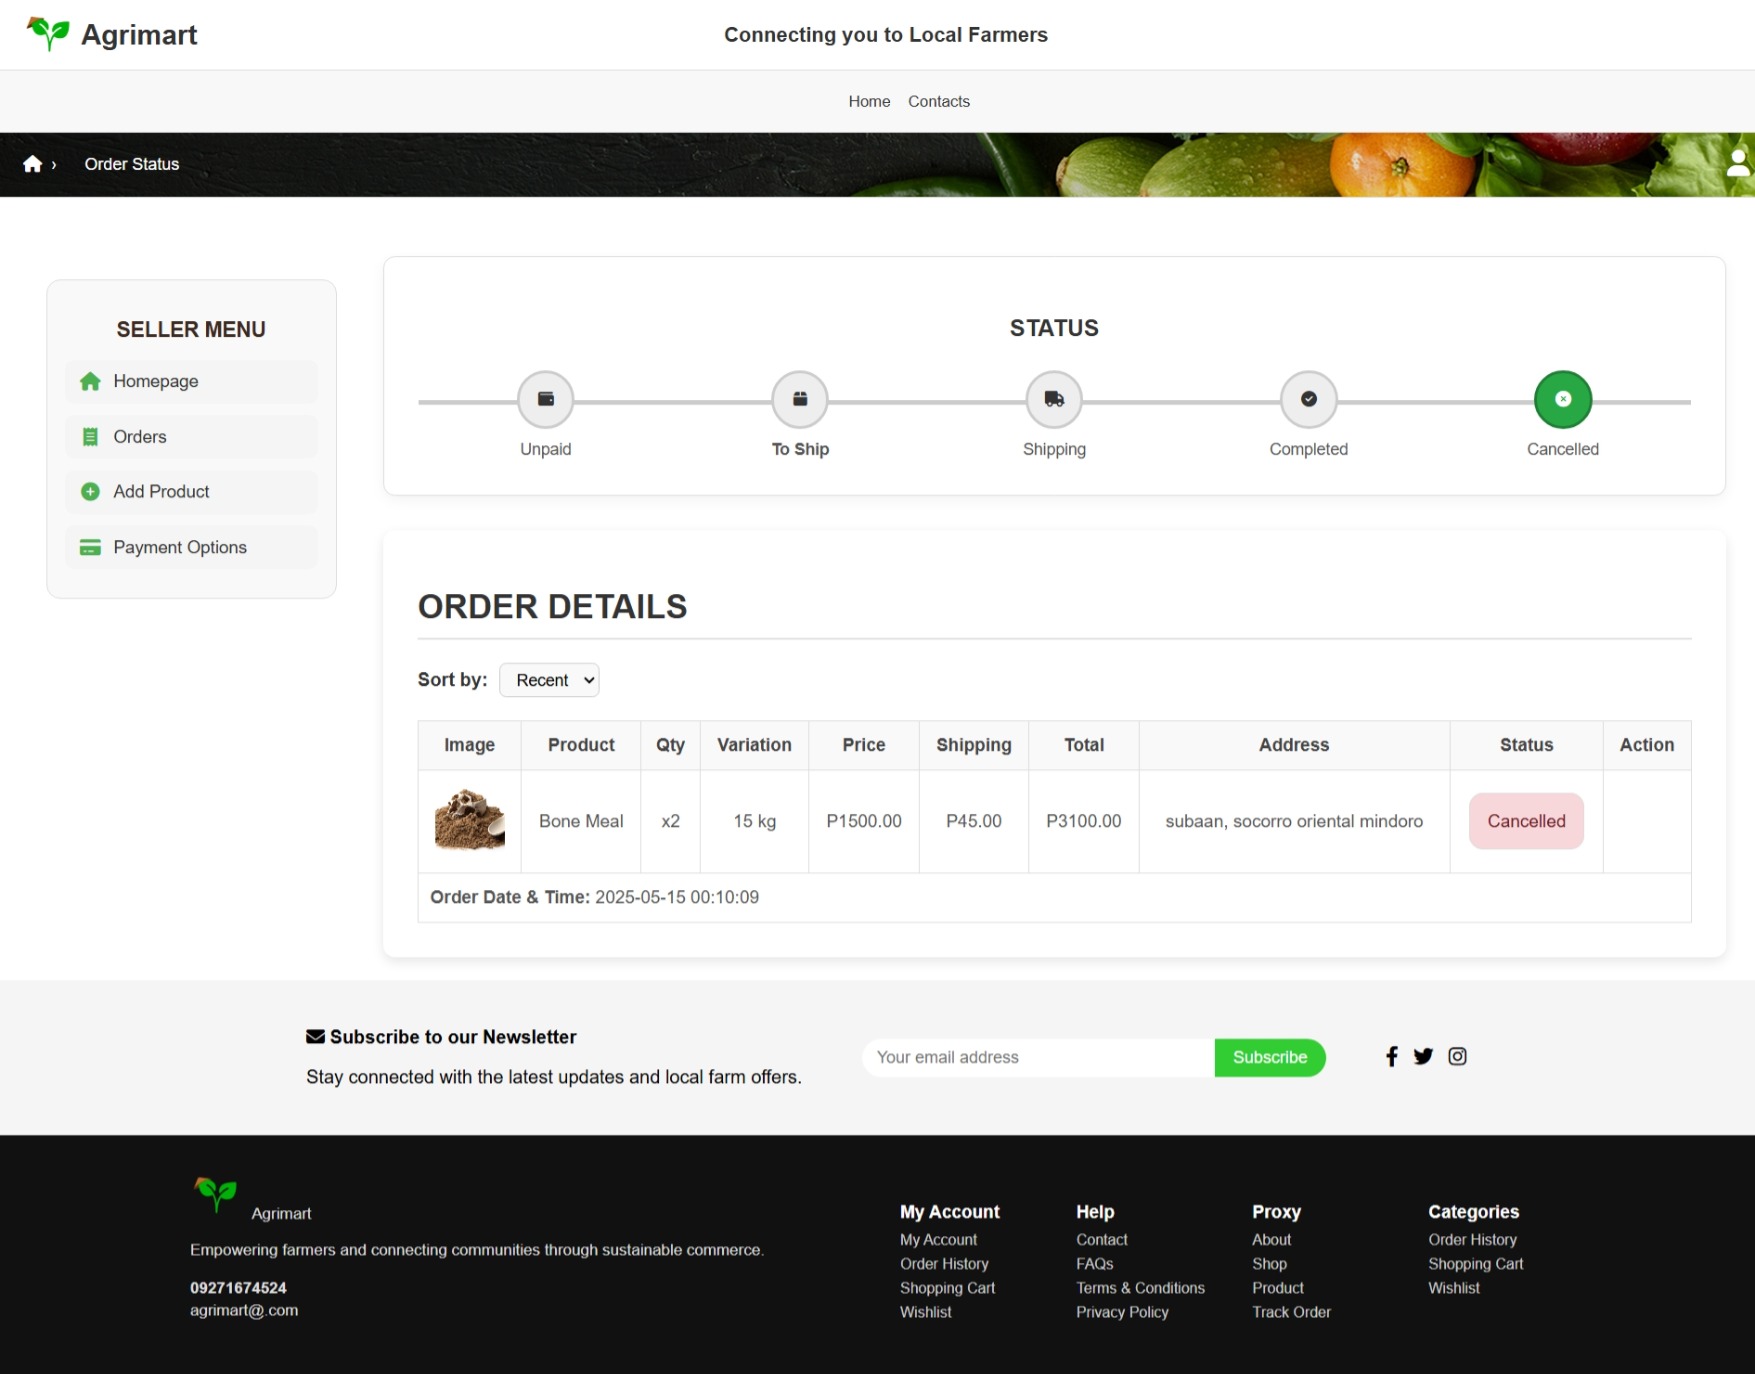 Agrimart
Connecting you to Local Farmers
Home Contacts
› Order Status
SELLER MENU
Homepage
Orders
Add Product
Payment Options
STATUS
Unpaid To Ship Shipping Completed Cancelled
ORDER DETAILS
Sort by: Recent
Image Product Qty Variation Price Shipping Total Address Status Action
Bone Meal x2 15 kg P1500.00 P45.00 P3100.00 subaan, socorro oriental mindoro Cancelled
Order Date & Time: 2025-05-15 00:10:09
Subscribe to our Newsletter
Stay connected with the latest updates and local farm offers.
Your email address Subscribe
Agrimart
Empowering farmers and connecting communities through sustainable commerce.
09271674524
agrimart@.com
My Account
My Account
Order History
Shopping Cart
Wishlist
Help
Contact
FAQs
Terms & Conditions
Privacy Policy
Proxy
About
Shop
Product
Track Order
Categories
Order History
Shopping Cart
Wishlist